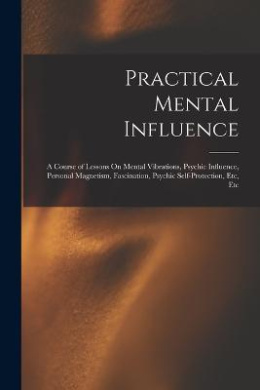 Practical
Mental
Influence
A Course of Lessons On Mental Vibrations, Psychic Influence,
Personal Magnetism, Fascination, Psychic Self-Protection, Etc,
Etc